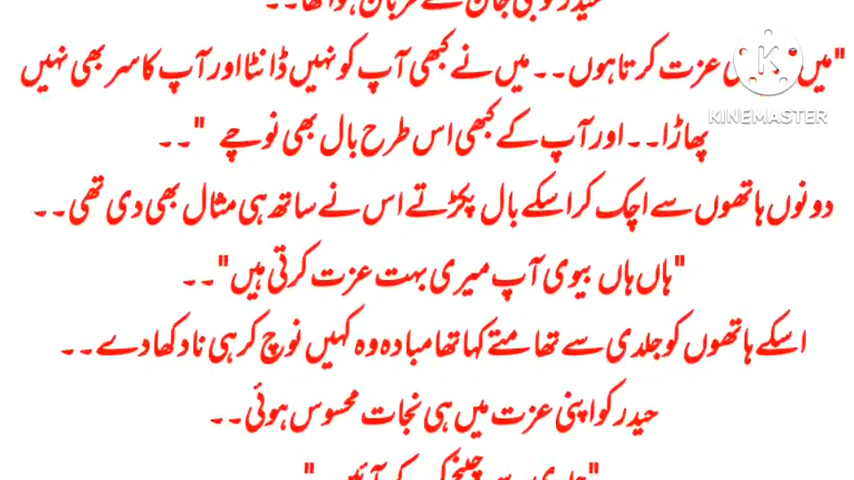 "میں عزت کرتا ہوں۔۔میں نے کبھی آپ کو نہیں ڈانٹا اور آپ کا سر بھی نہیں
KINEMASTER
پھاڑا۔۔اور آپ کے کبھی اس طرح بال بھی نوچے "۔۔
دونوں ہاتھوں سے اچک کر اسکے بال پکڑتے اس نے ساتھ ہی مثال بھی دی تھی۔۔
"ہاں ہاں بیوی آپ میری بہت عزت کرتی ہیں"۔۔
اسکے ہاتھوں کو جلدی سے تھامتے کہا تھا مبادہ وہ کہیں نوچ کر ہی نا دکھا دے۔۔
حیدر کو اپنی عزت میں ہی نجات محسوس ہوئی۔۔